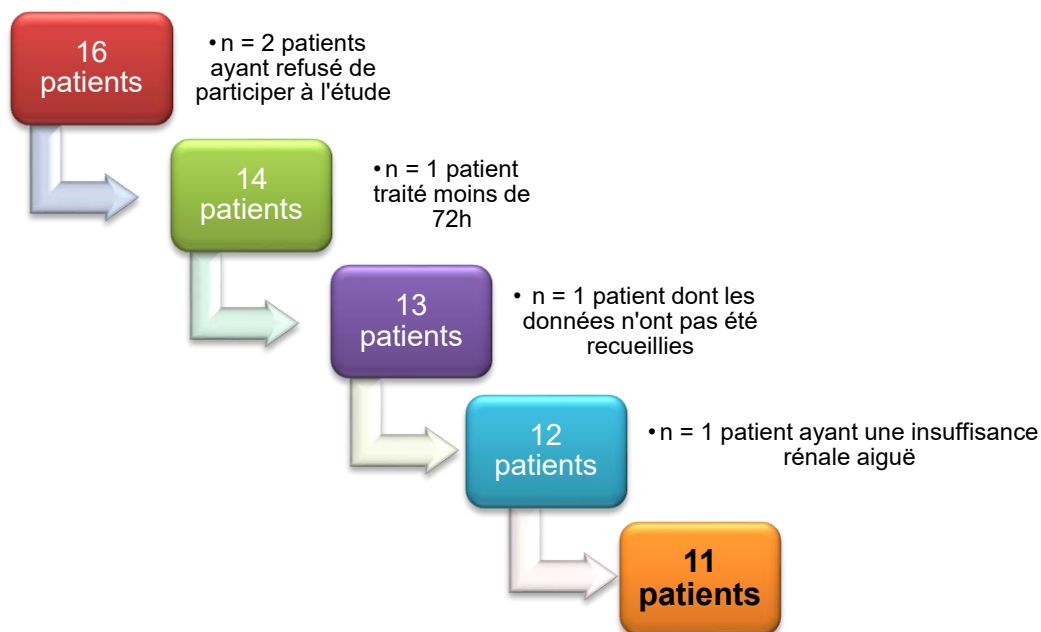 16
patients
• n = 2 patients
ayant refusé de
participer à l'étude
14
patients
• n = 1 patient
traité moins de
72h
13
patients
• n = 1 patient dont les
données n'ont pas été
recueillies
12
patients
• n = 1 patient ayant une insuffisance
rénale aiguë
11
patients